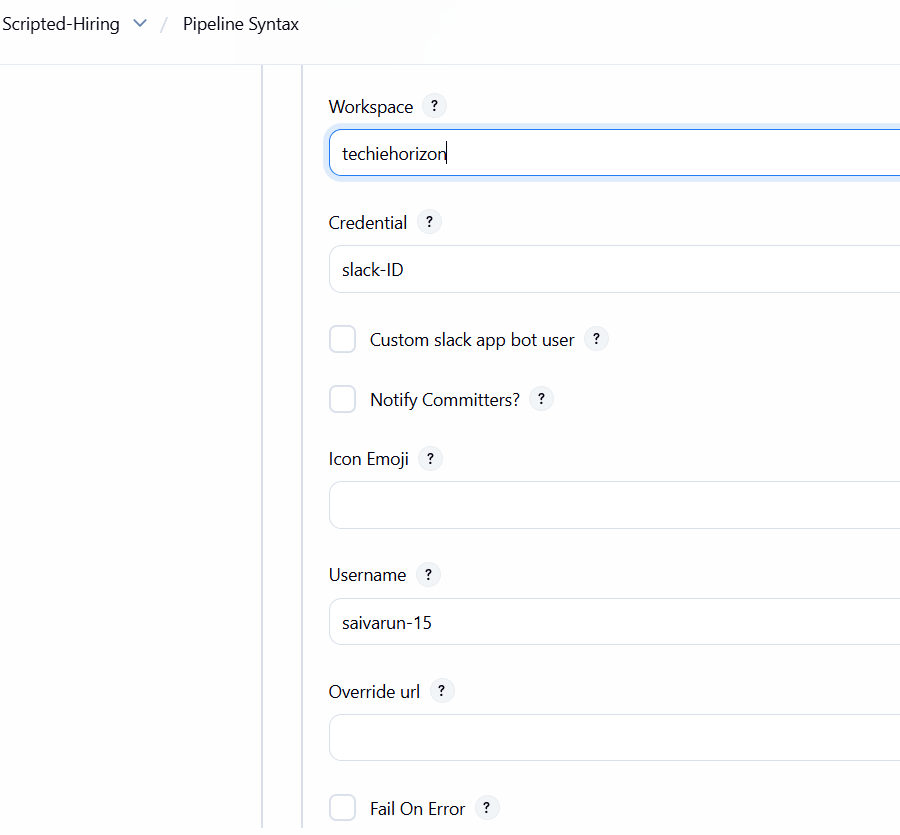 Scripted-Hiring / Pipeline Syntax
Workspace ?
techiehorizon
Credential ?
slack-ID
Custom slack app bot user ?
Notify Committers? ?
Icon Emoji ?
Username ?
saivarun-15
Override url ?
Fail On Error ?